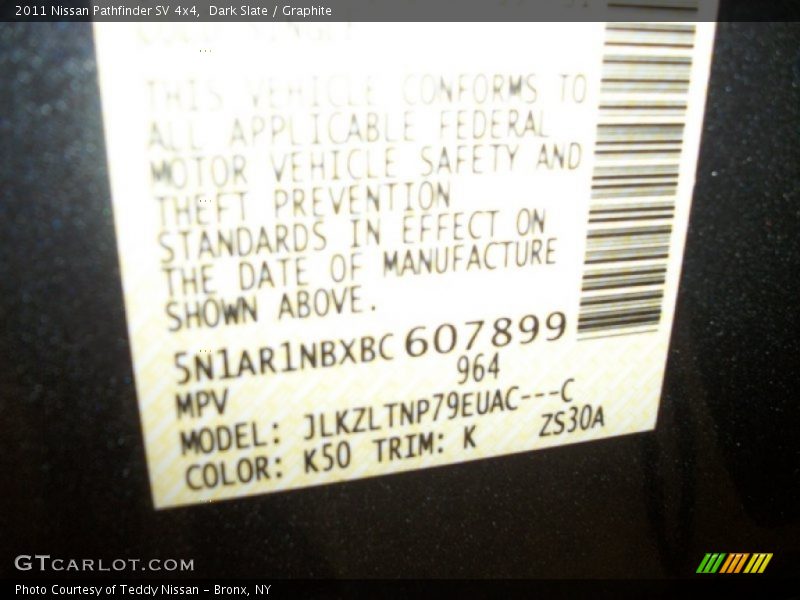 2011 Nissan Pathfinder SV 4x4, Dark Slate / Graphite
THIS VEHICLE CONFORMS TO
ALL APPLICABLE FEDERAL
MOTOR VEHICLE SAFETY AND
THEFT PREVENTION
STANDARDS IN EFFECT ON
THE DATE OF MANUFACTURE
SHOWN ABOVE.
5N1AR1NBXBC 607899
MPV 964
MODEL: JLKZLTNP79EUAC---C
COLOR: K50 TRIM: K ZS30A
GTCARLOT.COM
Photo Courtesy of Teddy Nissan - Bronx, NY